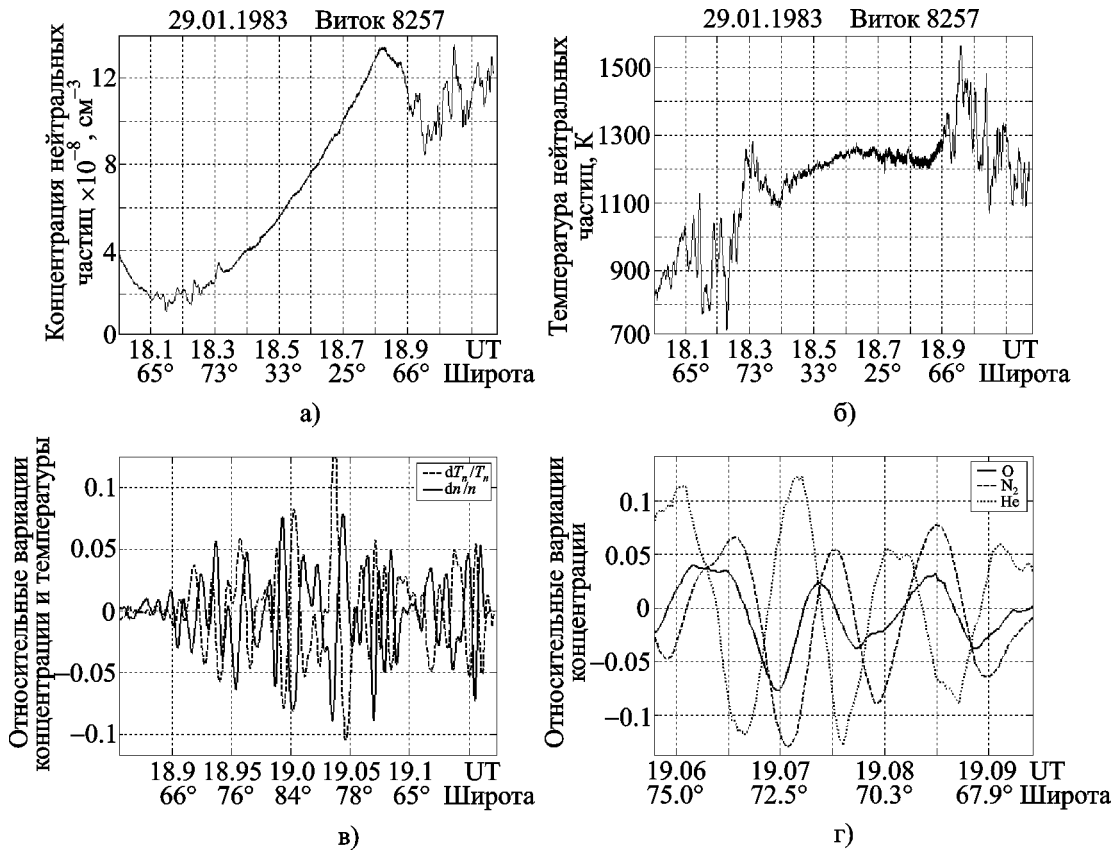 29.01.1983 Виток 8257
Концентрация нейтральных
частиц ×10⁻⁸, см⁻³
12
8
4
0
18.1 18.3 18.5 18.7 18.9 UT
65° 73° 33° 25° 66° Широта
а)
29.01.1983 Виток 8257
Температура нейтральных
частиц, К
1500
1300
1100
900
700
18.1 18.3 18.5 18.7 18.9 UT
65° 73° 33° 25° 66° Широта
б)
Относительные вариации
концентрации и температуры
0.1
0.05
0
−0.05
−0.1
dTₙ/Tₙ
dn/n
18.9 18.95 19.0 19.05 19.1 UT
66° 76° 84° 78° 65° Широта
в)
Относительные вариации
концентрации
0.1
0.05
0
−0.05
−0.1
O
N₂
He
19.06 19.07 19.08 19.09 UT
75.0° 72.5° 70.3° 67.9° Широта
г)